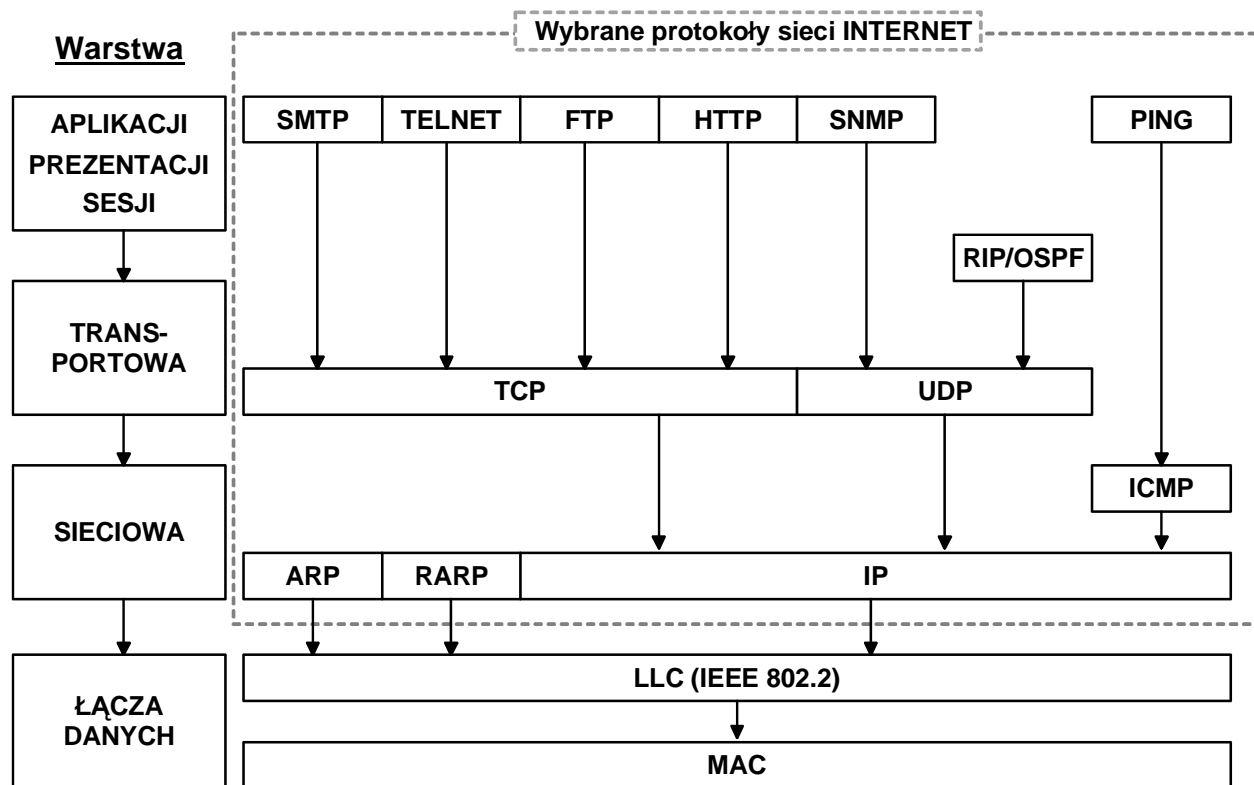 Wybrane protokoły sieci INTERNET
Warstwa
APLIKACJI
PREZENTACJI
SESJI
SMTP
TELNET
FTP
HTTP
SNMP
PING
RIP/OSPF
TRANS-
PORTOWA
TCP
UDP
ICMP
SIECIOWA
ARP
RARP
IP
ŁĄCZA
DANYCH
LLC (IEEE 802.2)
MAC